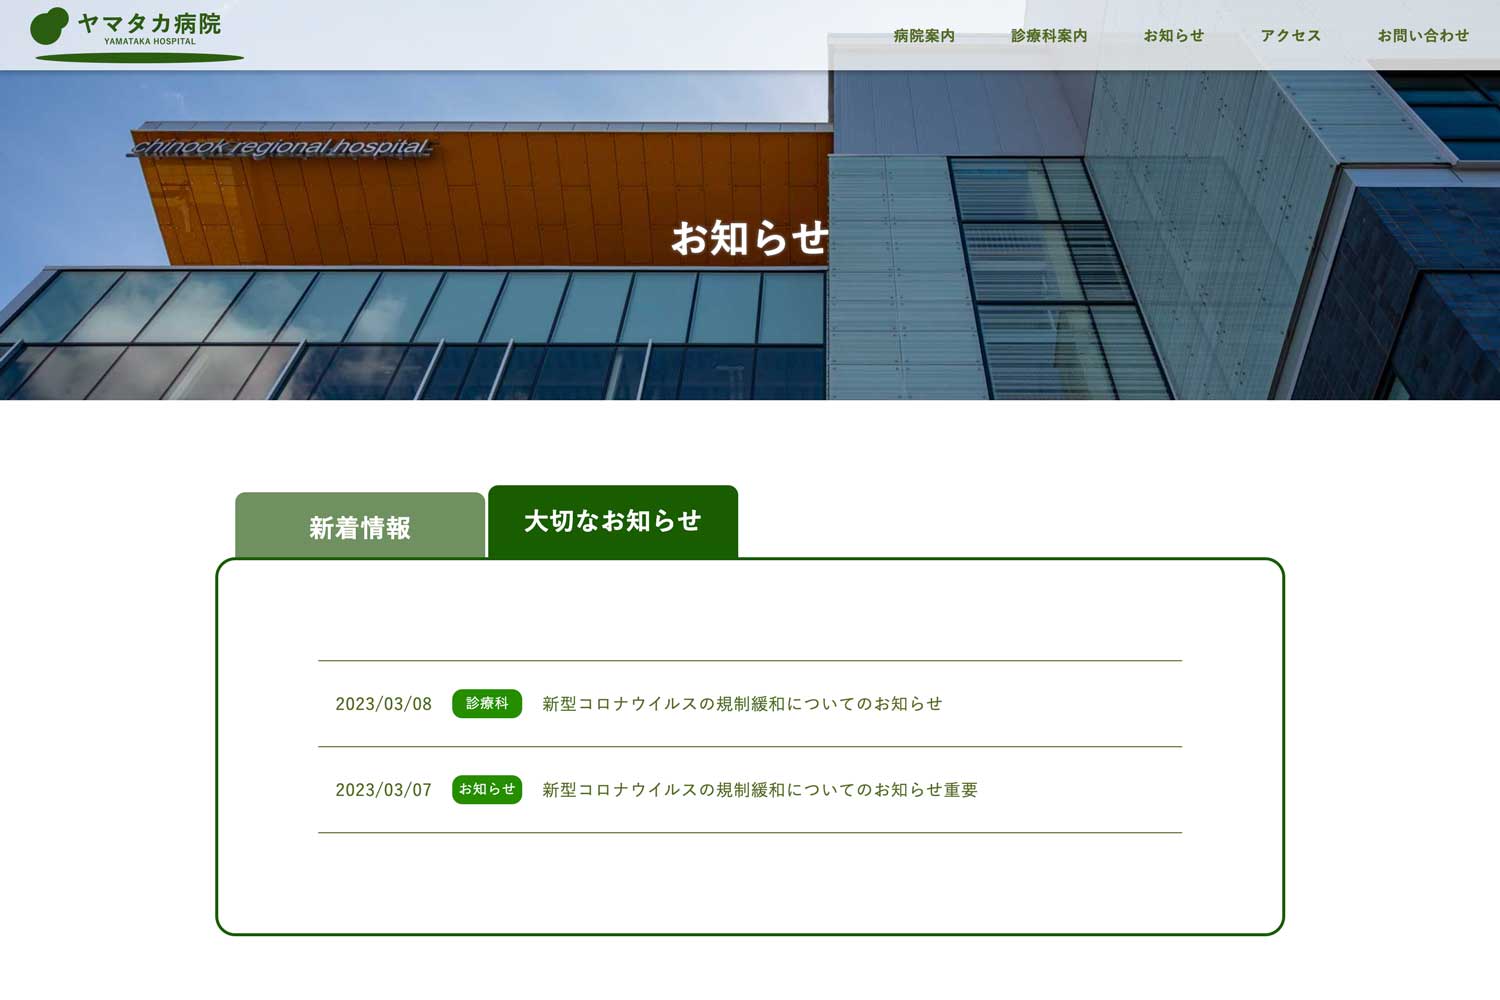 ヤマタカ病院
YAMATAKA HOSPITAL
病院案内 診療科案内 お知らせ アクセス お問い合わせ
chinook regional hospital
お知らせ
新着情報 大切なお知らせ
2023/03/08 診療科 新型コロナウイルスの規制緩和についてのお知らせ
2023/03/07 お知らせ 新型コロナウイルスの規制緩和についてのお知らせ重要